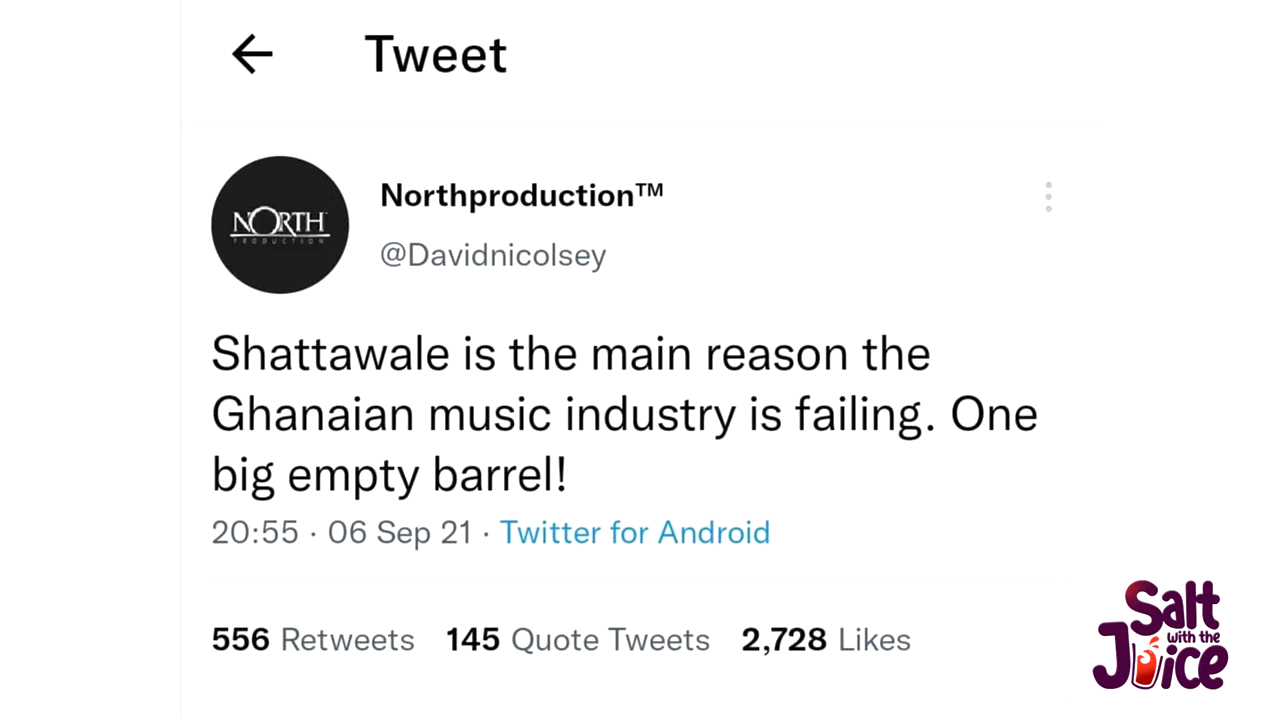 Tweet
NORTH
PRODUCTION
Northproduction™
@Davidnicolsey
Shattawale is the main reason the
Ghanaian music industry is failing. One
big empty barrel!
20:55 · 06 Sep 21 · Twitter for Android
556 Retweets 145 Quote Tweets 2,728 Likes
Salt
with the
Juice